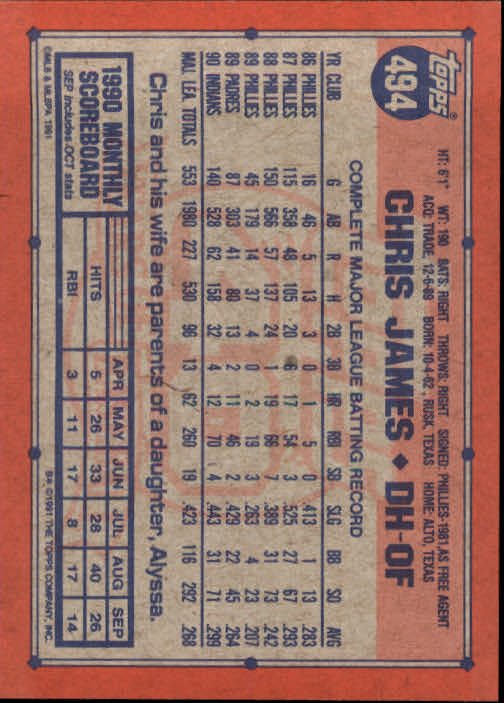 TOPPS®
494
HT: 6'1" WT: 190 BATS: RIGHT THROWS: RIGHT SIGNED: PHILLIES-1981, AS FREE AGENT
ACQ: TRADE, 12-6-89 BORN: 10-4-62, RUSK, TEXAS HOME: ALTO, TEXAS
CHRIS JAMES ♦ DH-OF
COMPLETE MAJOR LEAGUE BATTING RECORD
YR CLUB G AB R H 2B 3B HR RBI SB SLG BB SO AVG
86 PHILLIES 16 46 5 13 3 0 1 5 0 .413 1 13 .283
87 PHILLIES 115 358 48 105 20 6 17 54 3 .525 27 67 .293
88 PHILLIES 150 566 57 137 24 1 19 66 7 .389 31 73 .242
89 PHILLIES 45 179 14 37 4 0 2 19 3 .263 4 23 .207
89 PADRES 87 303 41 80 13 2 11 46 2 .429 22 45 .264
90 INDIANS 140 528 62 158 32 4 12 70 4 .443 31 71 .299
MAJ. LEA. TOTALS 553 1980 227 530 96 13 62 260 19 .423 116 292 .268
Chris and his wife are parents of a daughter, Alyssa.
1990 MONTHLY
SCOREBOARD
SEP includes OCT stats
APR MAY JUN JUL AUG SEP
HITS 5 26 33 28 40 26
RBI 3 11 17 8 17 14
©MLB & MLBPA 1991
B* ©1991 THE TOPPS COMPANY, INC.